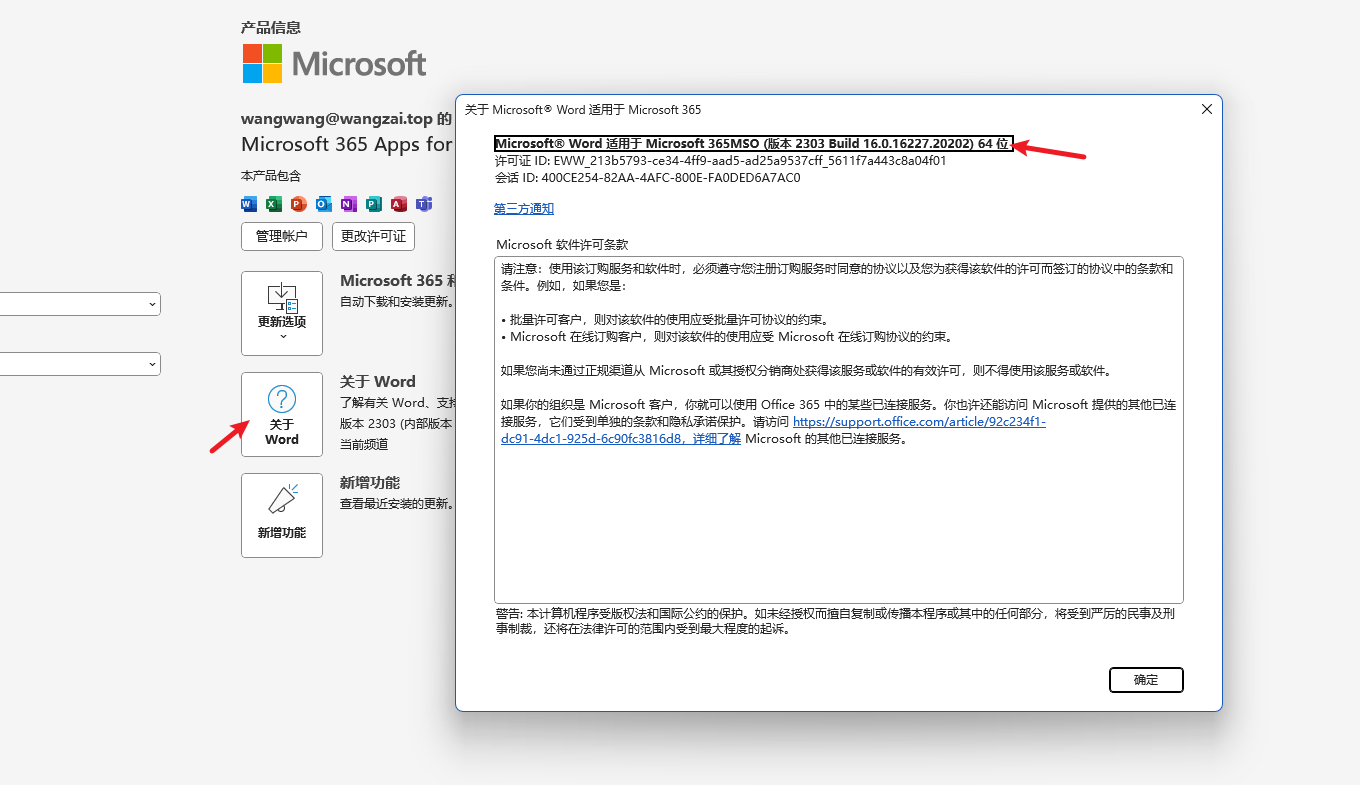 产品信息
Microsoft
wangwang@wangzai.top 的
Microsoft 365 Apps for
本产品包含
管理帐户
更改许可证
更新选项
Microsoft 365 和
自动下载和安装更新。
关于
Word
关于 Word
了解有关 Word、支持
版本 2303 (内部版本
当前频道
新增功能
新增功能
查看最近安装的更新。
关于 Microsoft® Word 适用于 Microsoft 365
Microsoft® Word 适用于 Microsoft 365MSO (版本 2303 Build 16.0.16227.20202) 64 位
许可证 ID: EWW_213b5793-ce34-4ff9-aad5-ad25a9537cff_5611f7a443c8a04f01
会话 ID: 400CE254-82AA-4AFC-800E-FA0DED6A7AC0
第三方通知
Microsoft 软件许可条款
请注意：使用该订购服务和软件时，必须遵守您注册订购服务时同意的协议以及您为获得该软件的许可而签订的协议中的条款和
条件。例如，如果您是：
• 批量许可客户，则对该软件的使用应受批量许可协议的约束。
• Microsoft 在线订购客户，则对该软件的使用应受 Microsoft 在线订购协议的约束。
如果您尚未通过正规渠道从 Microsoft 或其授权分销商处获得该服务或软件的有效许可，则不得使用该服务或软件。
如果你的组织是 Microsoft 客户，你就可以使用 Office 365 中的某些已连接服务。你也许还能访问 Microsoft 提供的其他已连
接服务，它们受到单独的条款和隐私承诺保护。请访问 https://support.office.com/article/92c234f1-
dc91-4dc1-925d-6c90fc3816d8，详细了解 Microsoft 的其他已连接服务。
警告: 本计算机程序受版权法和国际公约的保护。如未经授权而擅自复制或传播本程序或其中的任何部分，将受到严厉的民事及刑
事制裁，还将在法律许可的范围内受到最大程度的起诉。
确定